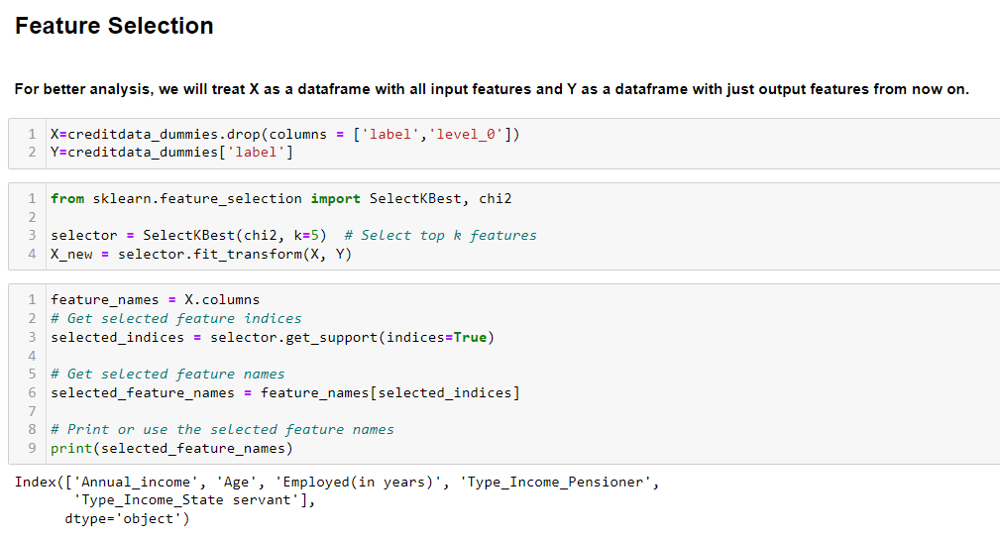 Feature Selection
For better analysis, we will treat X as a dataframe with all input features and Y as a dataframe with just output features from now on.
1 X=creditdata_dummies.drop(columns = ['label','level_0'])
2 Y=creditdata_dummies['label']
1 from sklearn.feature_selection import SelectKBest, chi2
2
3 selector = SelectKBest(chi2, k=5)  # Select top k features
4 X_new = selector.fit_transform(X, Y)
1 feature_names = X.columns
2 # Get selected feature indices
3 selected_indices = selector.get_support(indices=True)
4
5 # Get selected feature names
6 selected_feature_names = feature_names[selected_indices]
7
8 # Print or use the selected feature names
9 print(selected_feature_names)
Index(['Annual_income', 'Age', 'Employed(in years)', 'Type_Income_Pensioner',
       'Type_Income_State servant'],
      dtype='object')